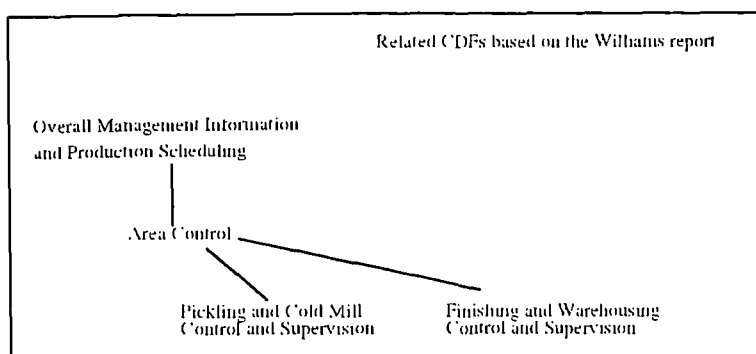 Related CDFs based on the Williams report
Overall Management Information
and Production Scheduling
Area Control
Pickling and Cold Mill
Control and Supervision
Finishing and Warehousing
Control and Supervision